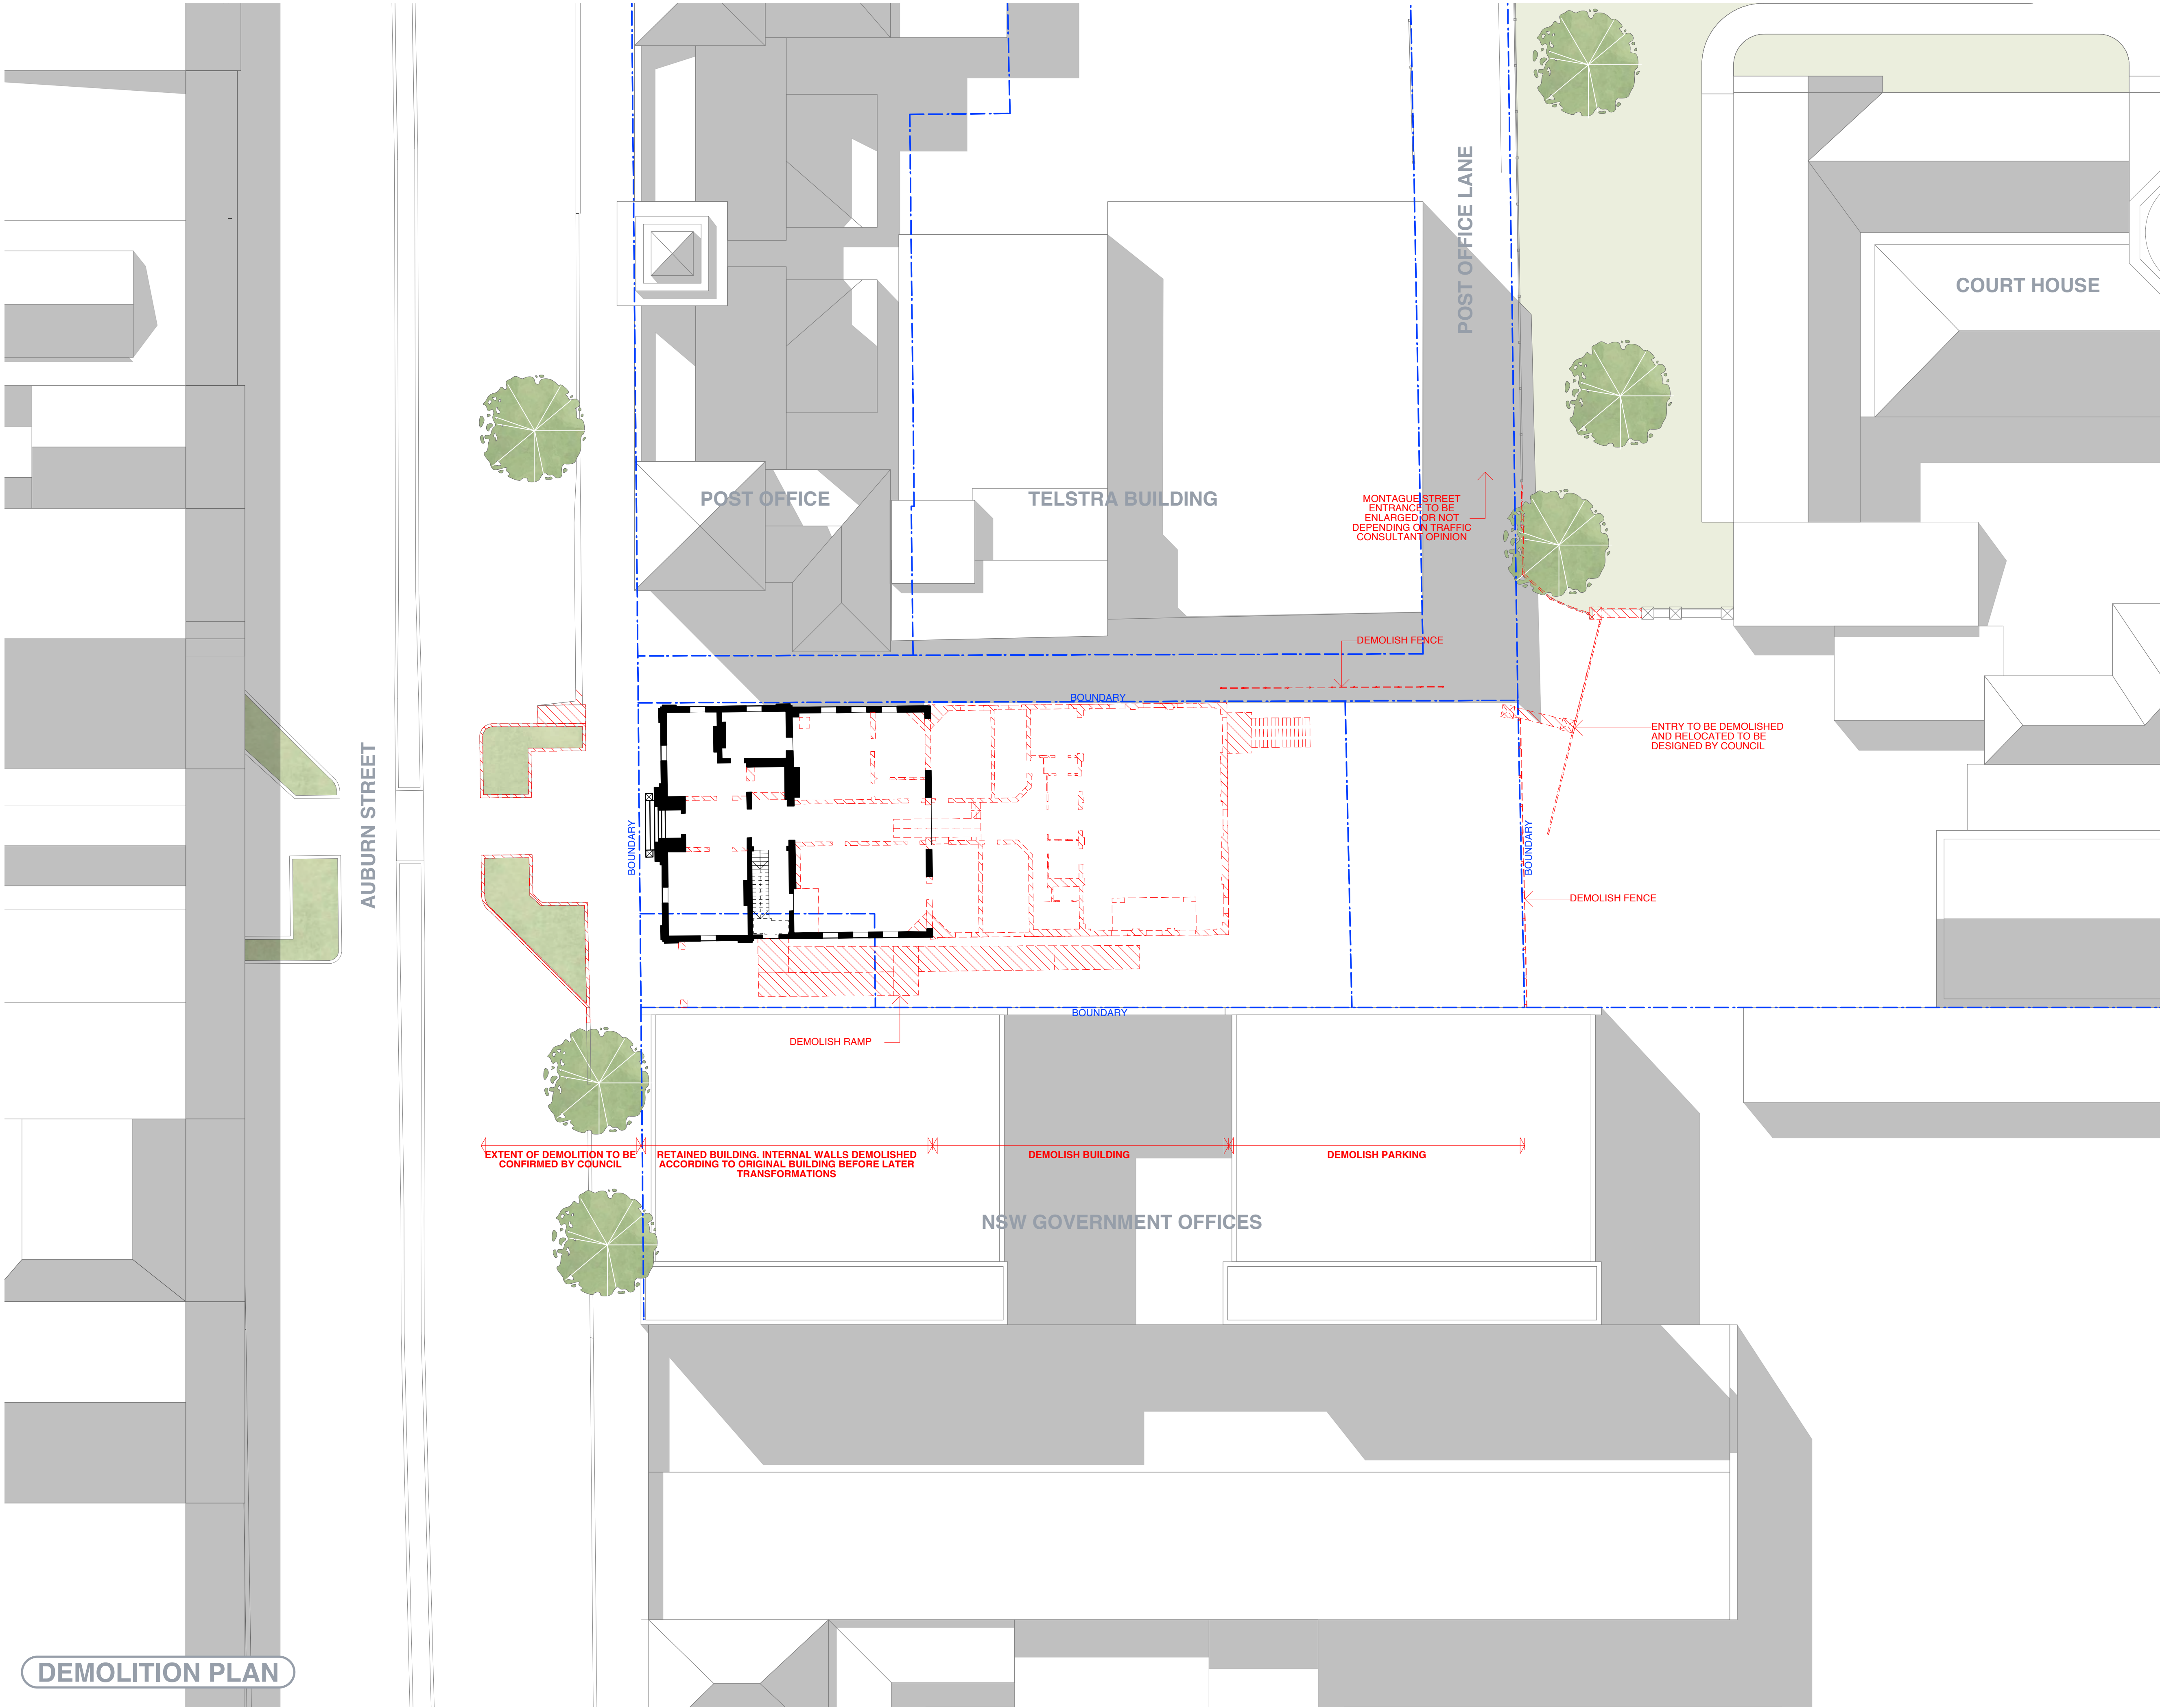 POST OFFICE LANE
COURT HOUSE
POST OFFICE
TELSTRA BUILDING
MONTAGUE STREET
ENTRANCE TO BE
ENLARGED OR NOT
DEPENDING ON TRAFFIC
CONSULTANT OPINION
DEMOLISH FENCE
BOUNDARY
ENTRY TO BE DEMOLISHED
AND RELOCATED TO BE
DESIGNED BY COUNCIL
AUBURN STREET
BOUNDARY
BOUNDARY
DEMOLISH FENCE
BOUNDARY
DEMOLISH RAMP
EXTENT OF DEMOLITION TO BE
CONFIRMED BY COUNCIL
RETAINED BUILDING. INTERNAL WALLS DEMOLISHED
ACCORDING TO ORIGINAL BUILDING BEFORE LATER
TRANSFORMATIONS
DEMOLISH BUILDING
DEMOLISH PARKING
NSW GOVERNMENT OFFICES
DEMOLITION PLAN